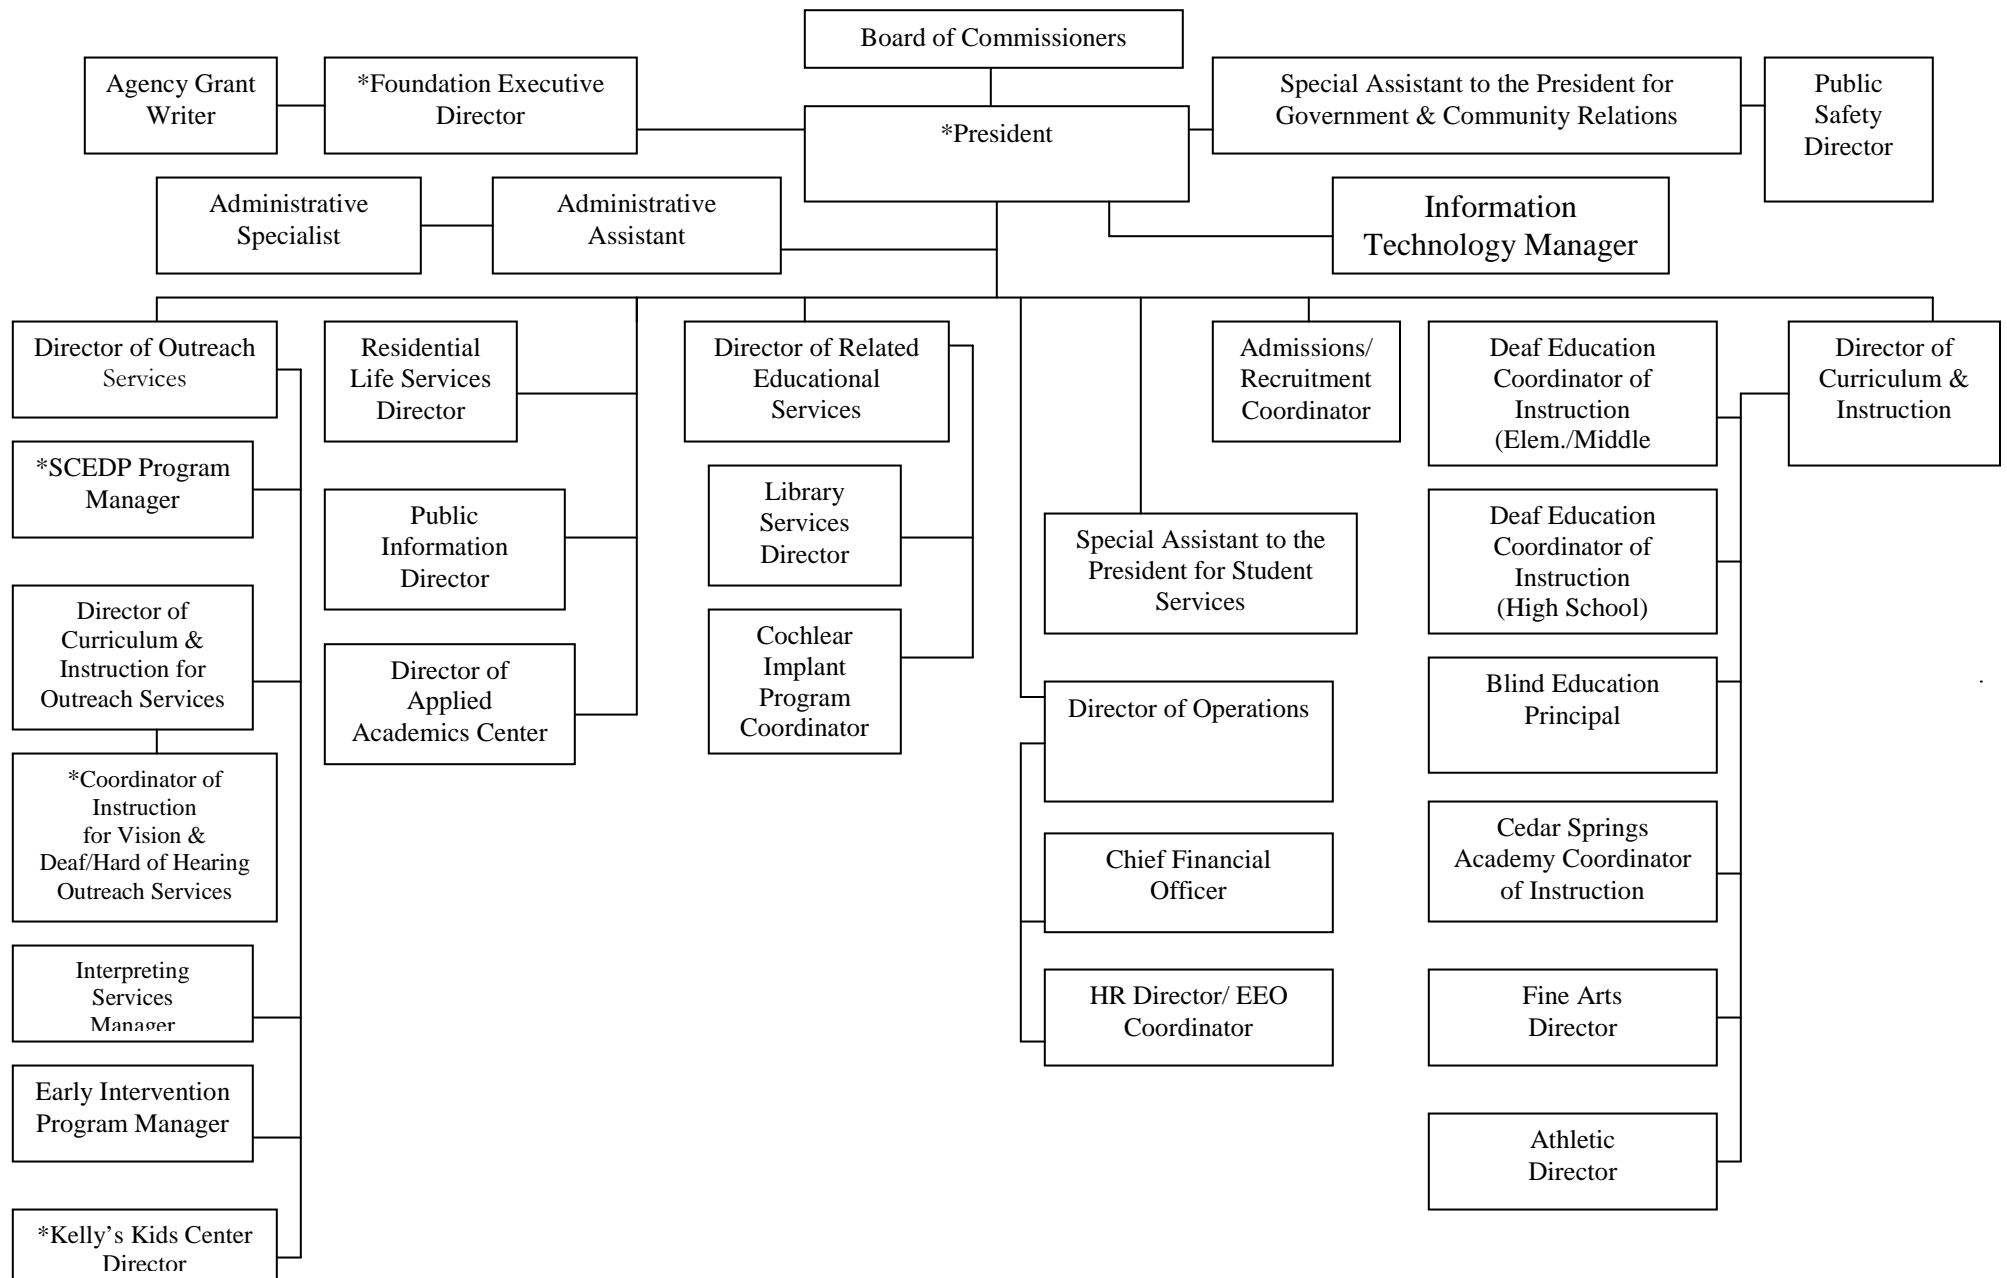 Board of Commissioners
Agency Grant
Writer
*Foundation Executive
Director
*President
Special Assistant to the President for
Government & Community Relations
Public
Safety
Director
Administrative
Specialist
Administrative
Assistant
Information
Technology Manager
Director of Outreach
Services
*SCEDP Program
Manager
Director of
Curriculum &
Instruction for
Outreach Services
*Coordinator of
Instruction
for Vision &
Deaf/Hard of Hearing
Outreach Services
Interpreting
Services
Manager
Early Intervention
Program Manager
*Kelly’s Kids Center
Director
Residential
Life Services
Director
Public
Information
Director
Director of
Applied
Academics Center
Director of Related
Educational
Services
Library
Services
Director
Cochlear
Implant
Program
Coordinator
Special Assistant to the
President for Student
Services
Director of Operations
Chief Financial
Officer
HR Director/ EEO
Coordinator
Admissions/
Recruitment
Coordinator
Deaf Education
Coordinator of
Instruction
(Elem./Middle
Deaf Education
Coordinator of
Instruction
(High School)
Blind Education
Principal
Cedar Springs
Academy Coordinator
of Instruction
Fine Arts
Director
Athletic
Director
Director of
Curriculum &
Instruction